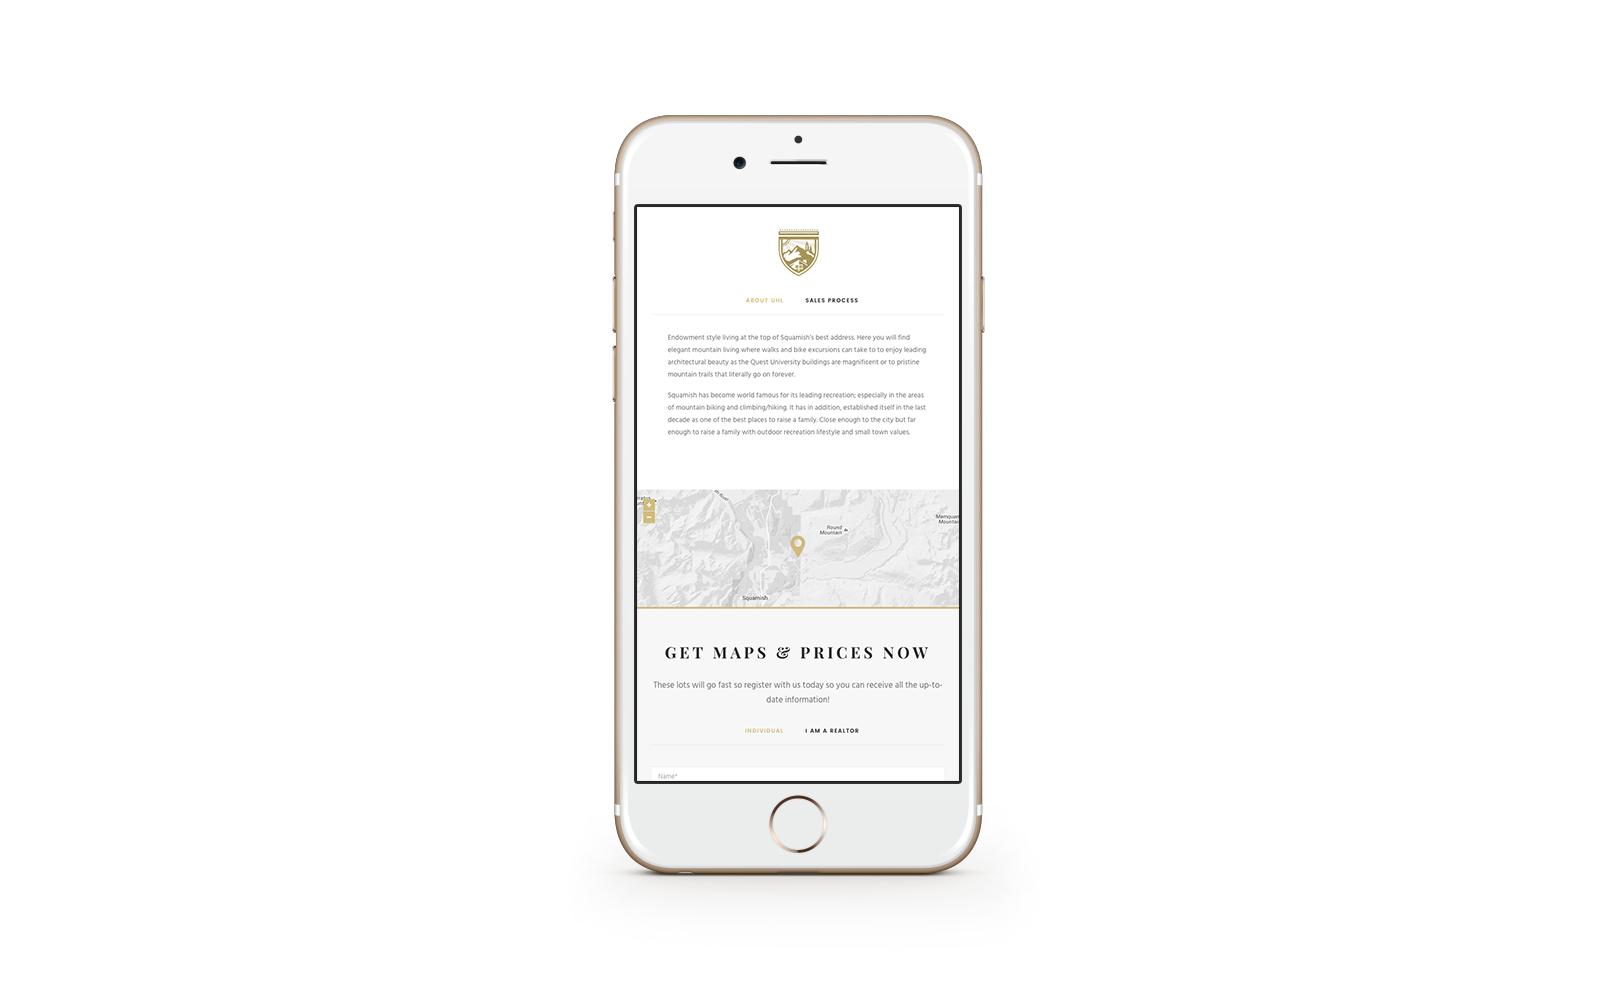 ABOUT UHL SALES PROCESS
Endowment style living at the top of Squamish's best address. Here you will find
elegant mountain living where walks and bike excursions can take to to enjoy leading
architectural beauty as the Quest University buildings are magnificent or to pristine
mountain trails that literally go on forever.
Squamish has become world famous for its leading recreation; especially in the areas
of mountain biking and climbing/hiking. It has in addition, established itself in the last
decade as one of the best places to raise a family. Close enough to the city but far
enough to raise a family with outdoor recreation lifestyle and small town values.
+
−
Round
Mountain
Mamquam
Mountain
Squamish
GET MAPS & PRICES NOW
These lots will go fast so register with us today so you can receive all the up-to-
date information!
INDIVIDUAL I AM A REALTOR
Name*